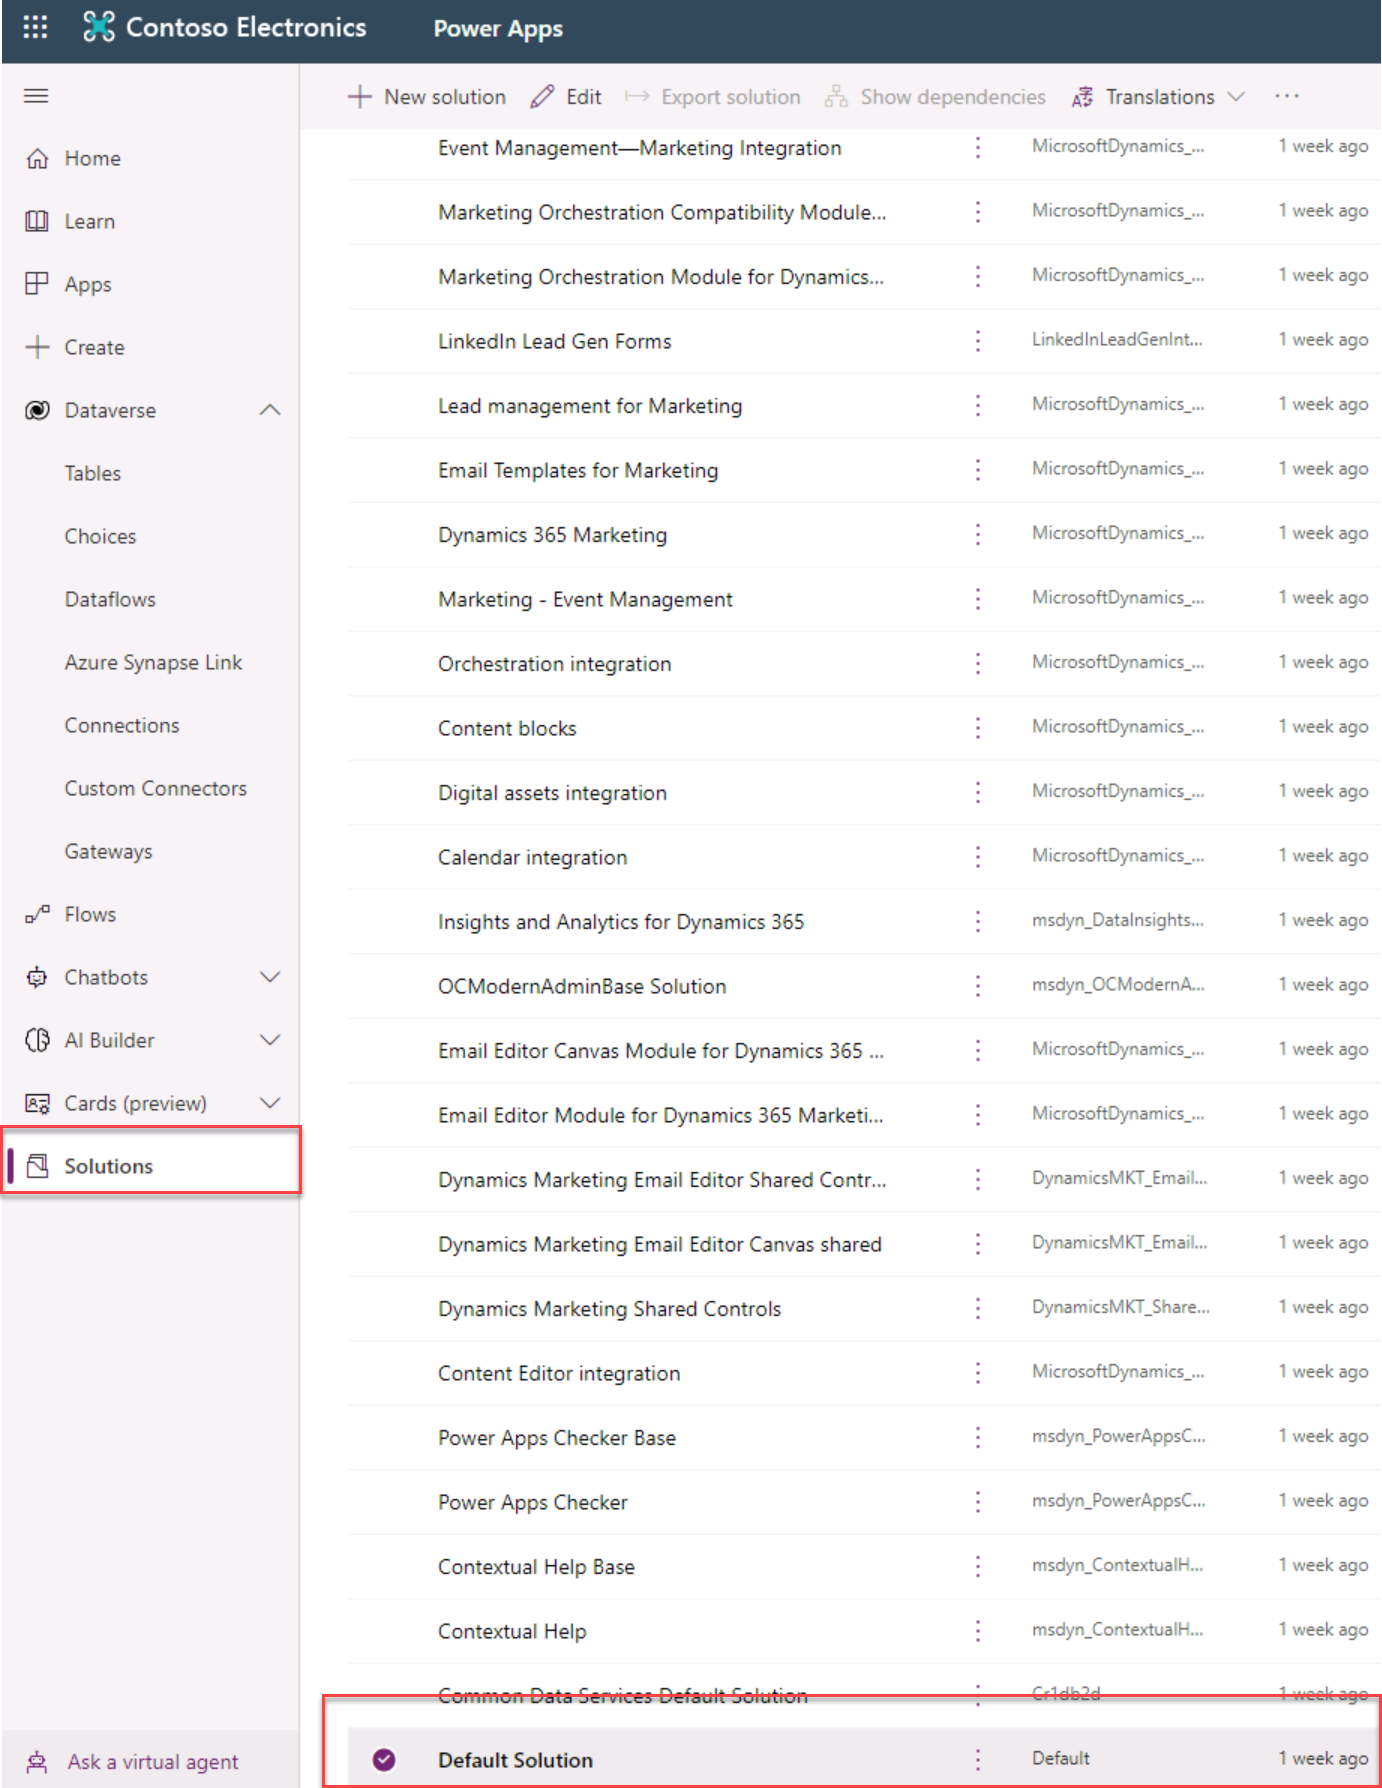 Contoso Electronics Power Apps
New solution Edit Export solution Show dependencies Translations ...
Home
Learn
Apps
Create
Dataverse
Tables
Choices
Dataflows
Azure Synapse Link
Connections
Custom Connectors
Gateways
Flows
Chatbots
AI Builder
Cards (preview)
Solutions
Ask a virtual agent
Event Management—Marketing Integration MicrosoftDynamics_... 1 week ago
Marketing Orchestration Compatibility Module... MicrosoftDynamics_... 1 week ago
Marketing Orchestration Module for Dynamics... MicrosoftDynamics_... 1 week ago
LinkedIn Lead Gen Forms LinkedInLeadGenInt... 1 week ago
Lead management for Marketing MicrosoftDynamics_... 1 week ago
Email Templates for Marketing MicrosoftDynamics_... 1 week ago
Dynamics 365 Marketing MicrosoftDynamics_... 1 week ago
Marketing - Event Management MicrosoftDynamics_... 1 week ago
Orchestration integration MicrosoftDynamics_... 1 week ago
Content blocks MicrosoftDynamics_... 1 week ago
Digital assets integration MicrosoftDynamics_... 1 week ago
Calendar integration MicrosoftDynamics_... 1 week ago
Insights and Analytics for Dynamics 365 msdyn_DataInsights... 1 week ago
OCModernAdminBase Solution msdyn_OCModernA... 1 week ago
Email Editor Canvas Module for Dynamics 365 ... MicrosoftDynamics_... 1 week ago
Email Editor Module for Dynamics 365 Marketi... MicrosoftDynamics_... 1 week ago
Dynamics Marketing Email Editor Shared Contr... DynamicsMKT_Email... 1 week ago
Dynamics Marketing Email Editor Canvas shared DynamicsMKT_Email... 1 week ago
Dynamics Marketing Shared Controls DynamicsMKT_Share... 1 week ago
Content Editor integration MicrosoftDynamics_... 1 week ago
Power Apps Checker Base msdyn_PowerAppsC... 1 week ago
Power Apps Checker msdyn_PowerAppsC... 1 week ago
Contextual Help Base msdyn_ContextualH... 1 week ago
Contextual Help msdyn_ContextualH... 1 week ago
Common Data Services Default Solution Cr1db2d 1 week ago
Default Solution Default 1 week ago